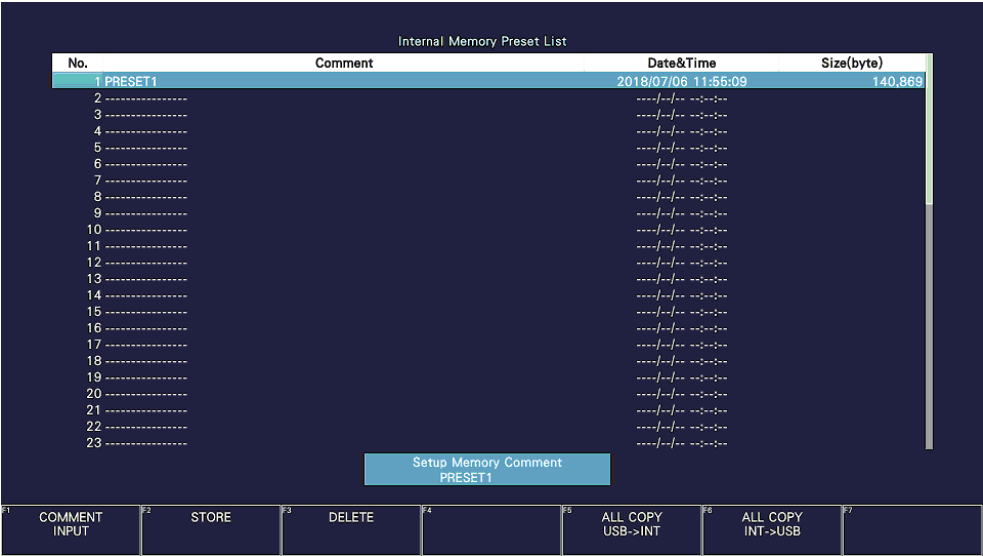 Internal Memory Preset List
No. Comment Date&Time Size(byte)
1 PRESET1 2018/07/06 11:55:09 140,869
2 ---------------- ----/--/-- --:--:--
3 ---------------- ----/--/-- --:--:--
4 ---------------- ----/--/-- --:--:--
5 ---------------- ----/--/-- --:--:--
6 ---------------- ----/--/-- --:--:--
7 ---------------- ----/--/-- --:--:--
8 ---------------- ----/--/-- --:--:--
9 ---------------- ----/--/-- --:--:--
10 ---------------- ----/--/-- --:--:--
11 ---------------- ----/--/-- --:--:--
12 ---------------- ----/--/-- --:--:--
13 ---------------- ----/--/-- --:--:--
14 ---------------- ----/--/-- --:--:--
15 ---------------- ----/--/-- --:--:--
16 ---------------- ----/--/-- --:--:--
17 ---------------- ----/--/-- --:--:--
18 ---------------- ----/--/-- --:--:--
19 ---------------- ----/--/-- --:--:--
20 ---------------- ----/--/-- --:--:--
21 ---------------- ----/--/-- --:--:--
22 ---------------- ----/--/-- --:--:--
23 ---------------- ----/--/-- --:--:--
Setup Memory Comment
PRESET1
F1 COMMENT F2 STORE F3 DELETE F4 F5 ALL COPY F6 ALL COPY F7
INPUT USB->INT INT->USB